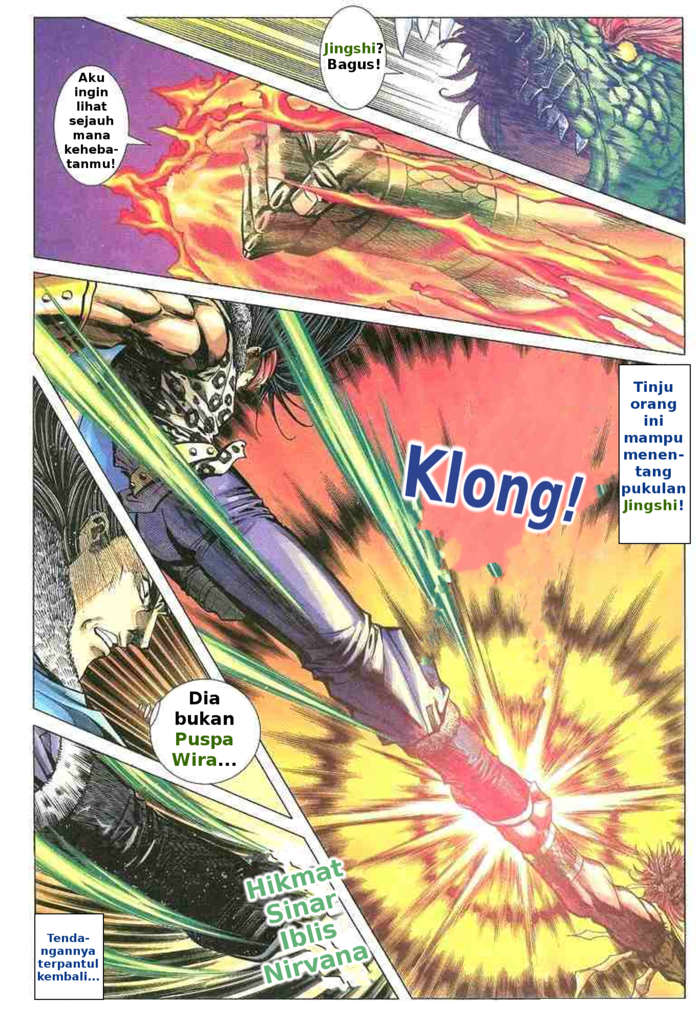 Jingshi?
Bagus!
Aku
ingin
lihat
sejauh
mana
keheba-
tanmu!
Tinju
orang
ini
mampu
menen-
tang
pukulan
Jingshi!
Klong!
Dia
bukan
Puspa
Wira...
Hikmat
Sinar
Iblis
Nirvana
Tenda-
ngannya
terpantul
kembali...